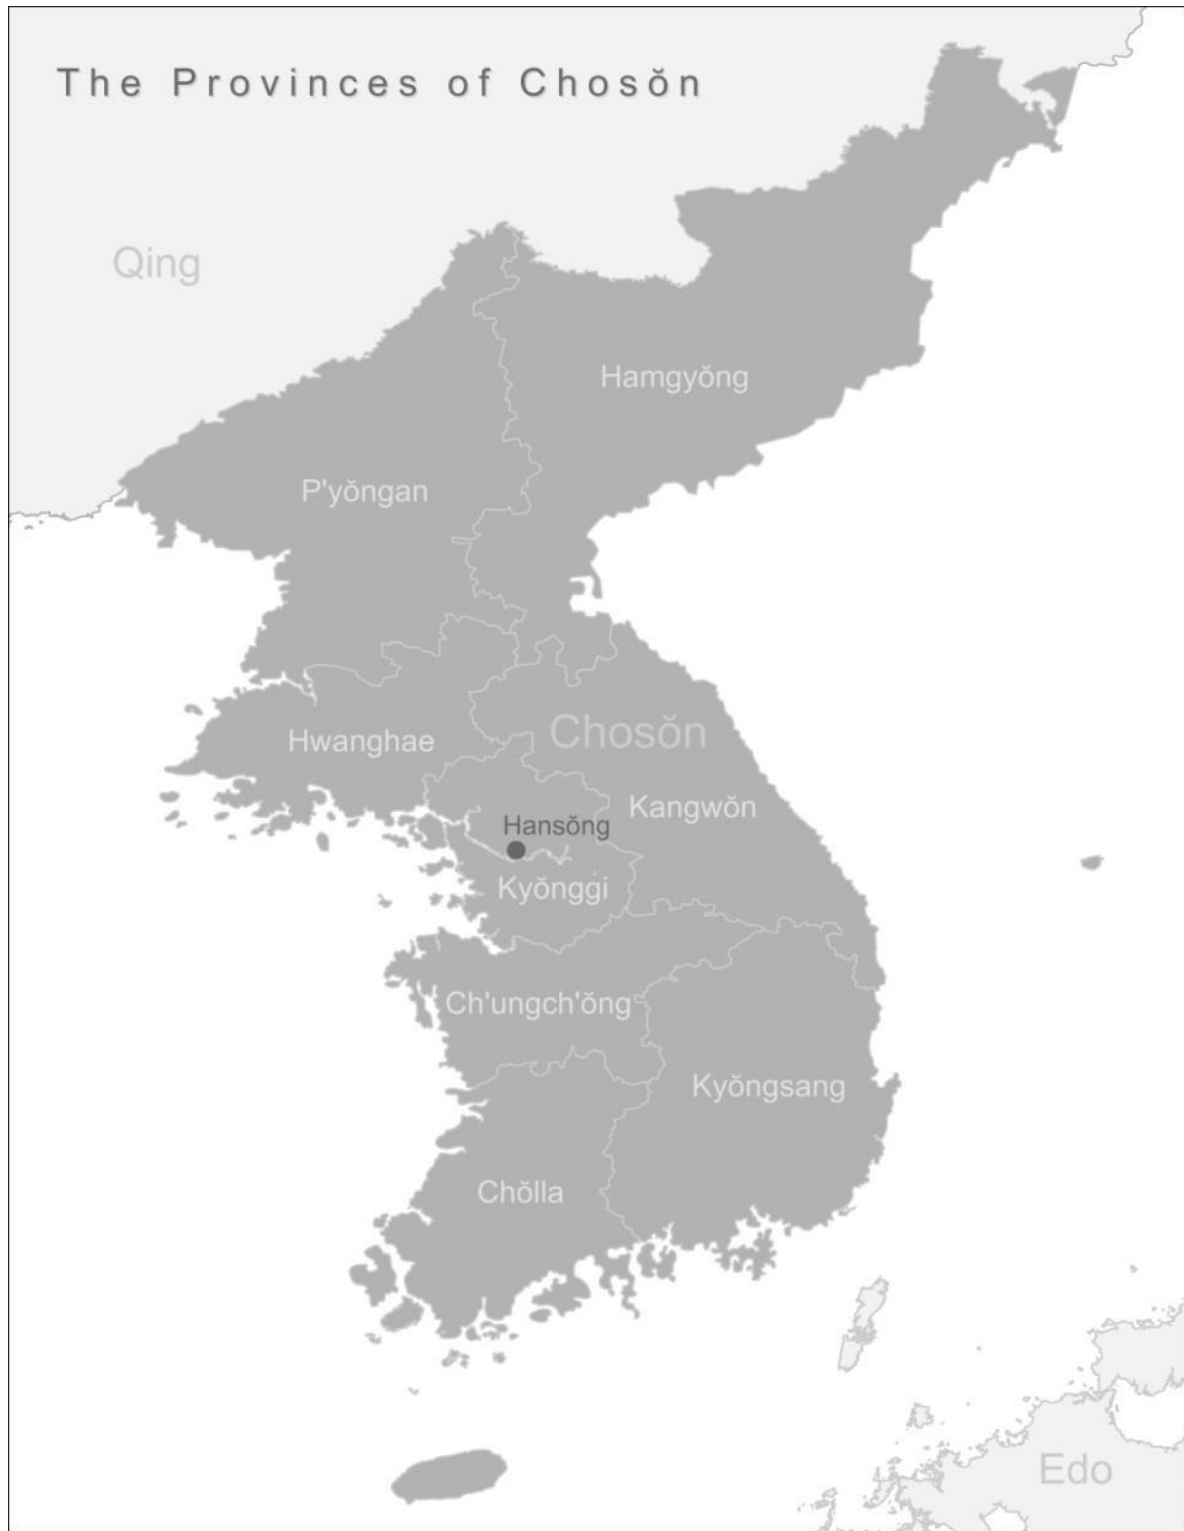 The Provinces of Chosŏn
Qing
Hamgyŏng
P'yŏngan
Chosŏn
Hwanghae
Kangwŏn
Hansŏng
Kyŏnggi
Ch'ungch'ŏng
Kyŏngsang
Chŏlla
Edo